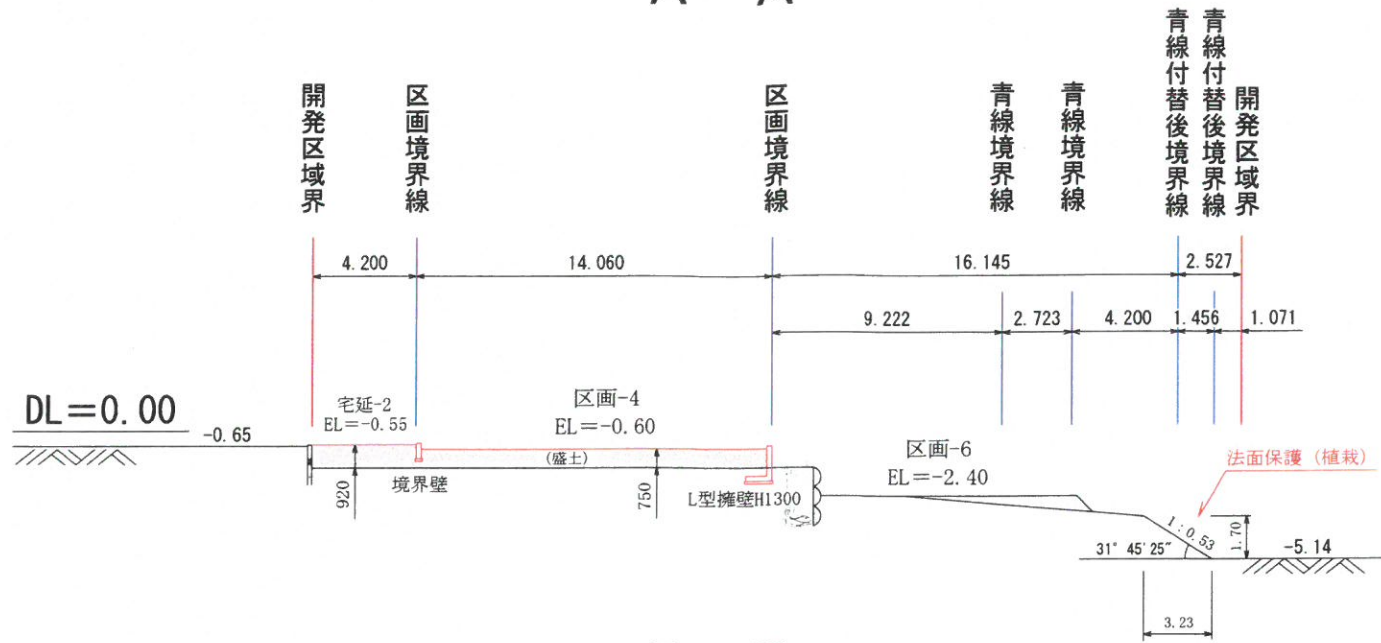 A A
開発区域界
区画境界線
区画境界線
青線境界線
青線境界線
青線付替後境界線
青線付替後境界線
開発区域界
4.200
14.060
16.145
2.527
9.222
2.723
4.200
1.456
1.071
DL=0.00
-0.65
宅延-2
EL=-0.55
区画-4
EL=-0.60
(盛土)
区画-6
EL=-2.40
法面保護（植栽）
920
境界壁
750
L型擁壁H1300
31° 45′25″
1:0.53
1.70
-5.14
3.23